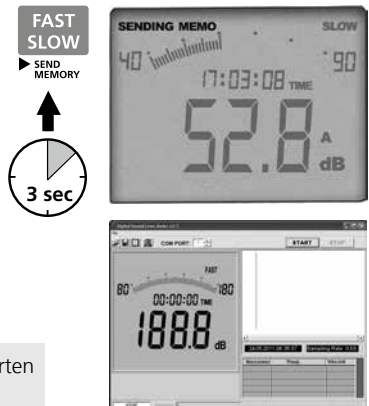 FAST
SLOW
SEND
MEMORY
3 sec
SENDING MEMO SLOW
40 90
17:03:08 TIME
52.8 A
dB
COM PORT: START STOP
FAST
80 180
00:00:00 TIME
188.8 dB
rten